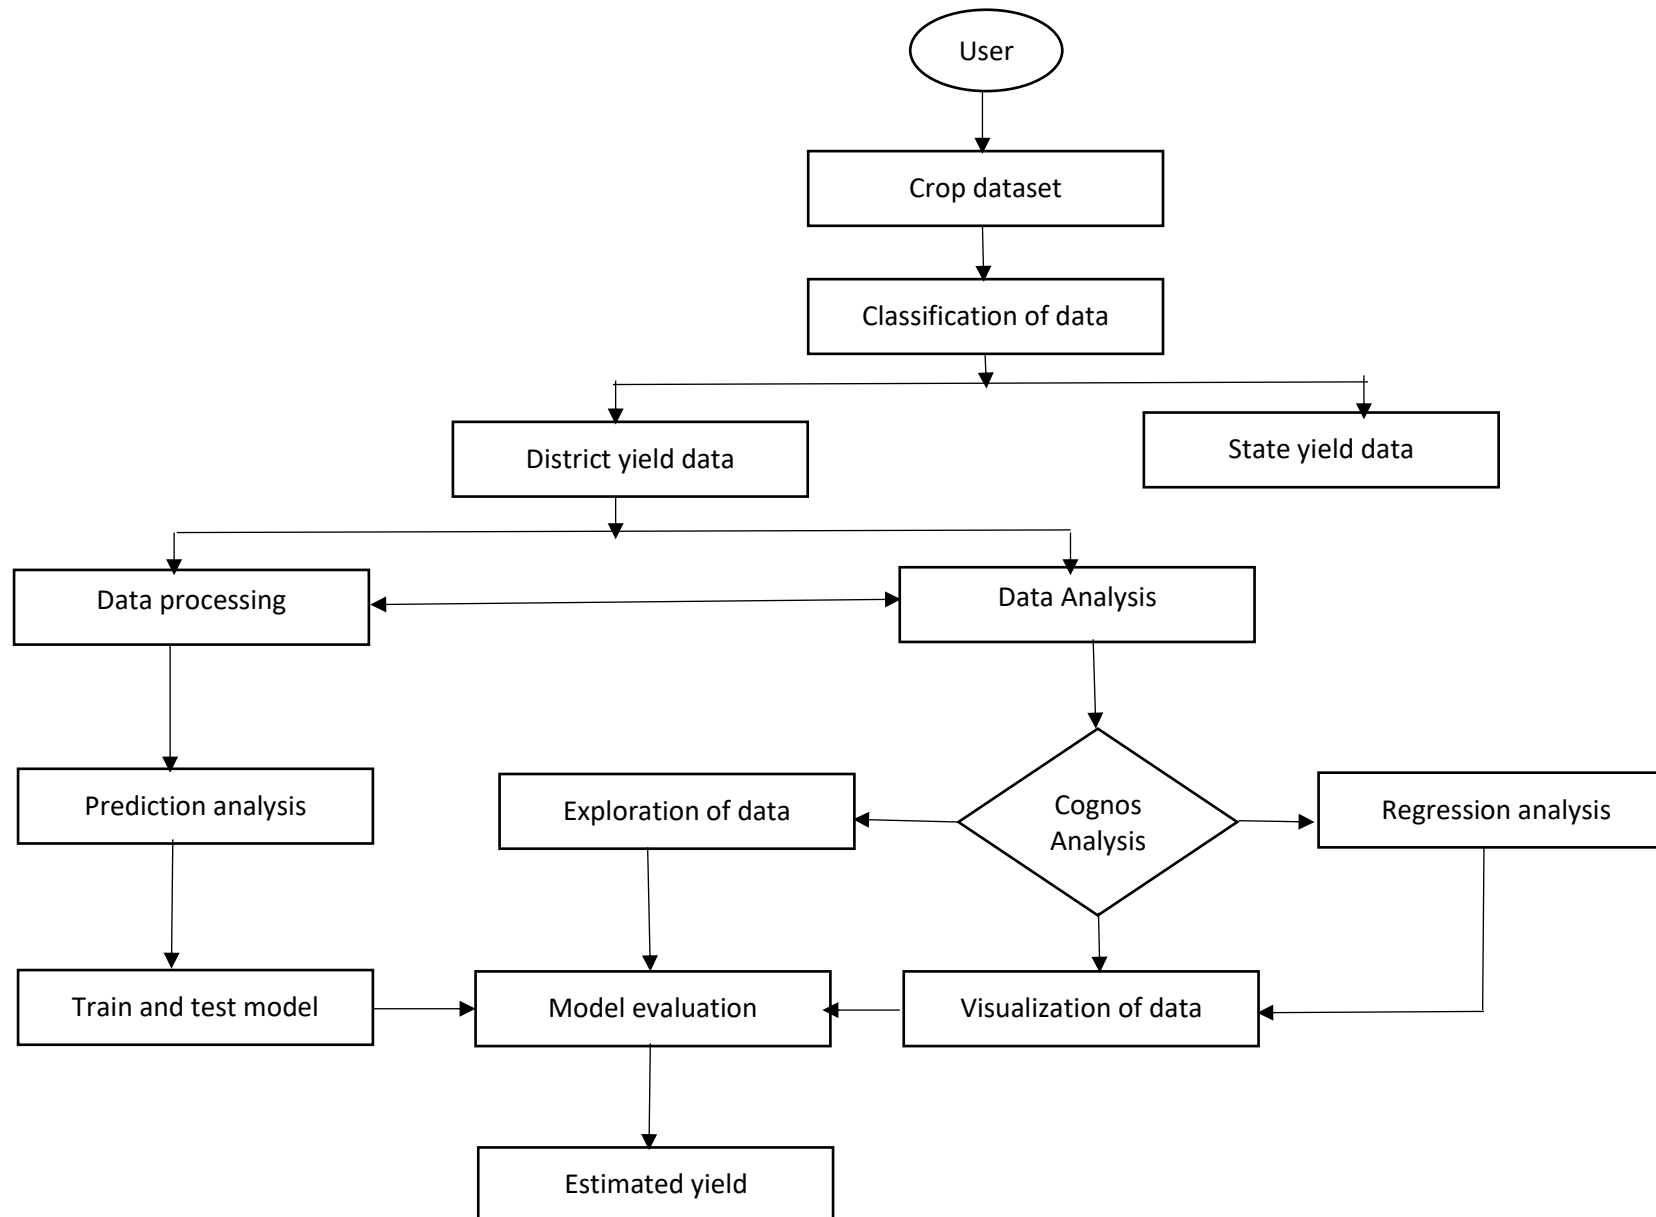 User
Crop dataset
Classification of data
District yield data
State yield data
Data processing
Data Analysis
Prediction analysis
Exploration of data
Cognos
Analysis
Regression analysis
Train and test model
Model evaluation
Visualization of data
Estimated yield